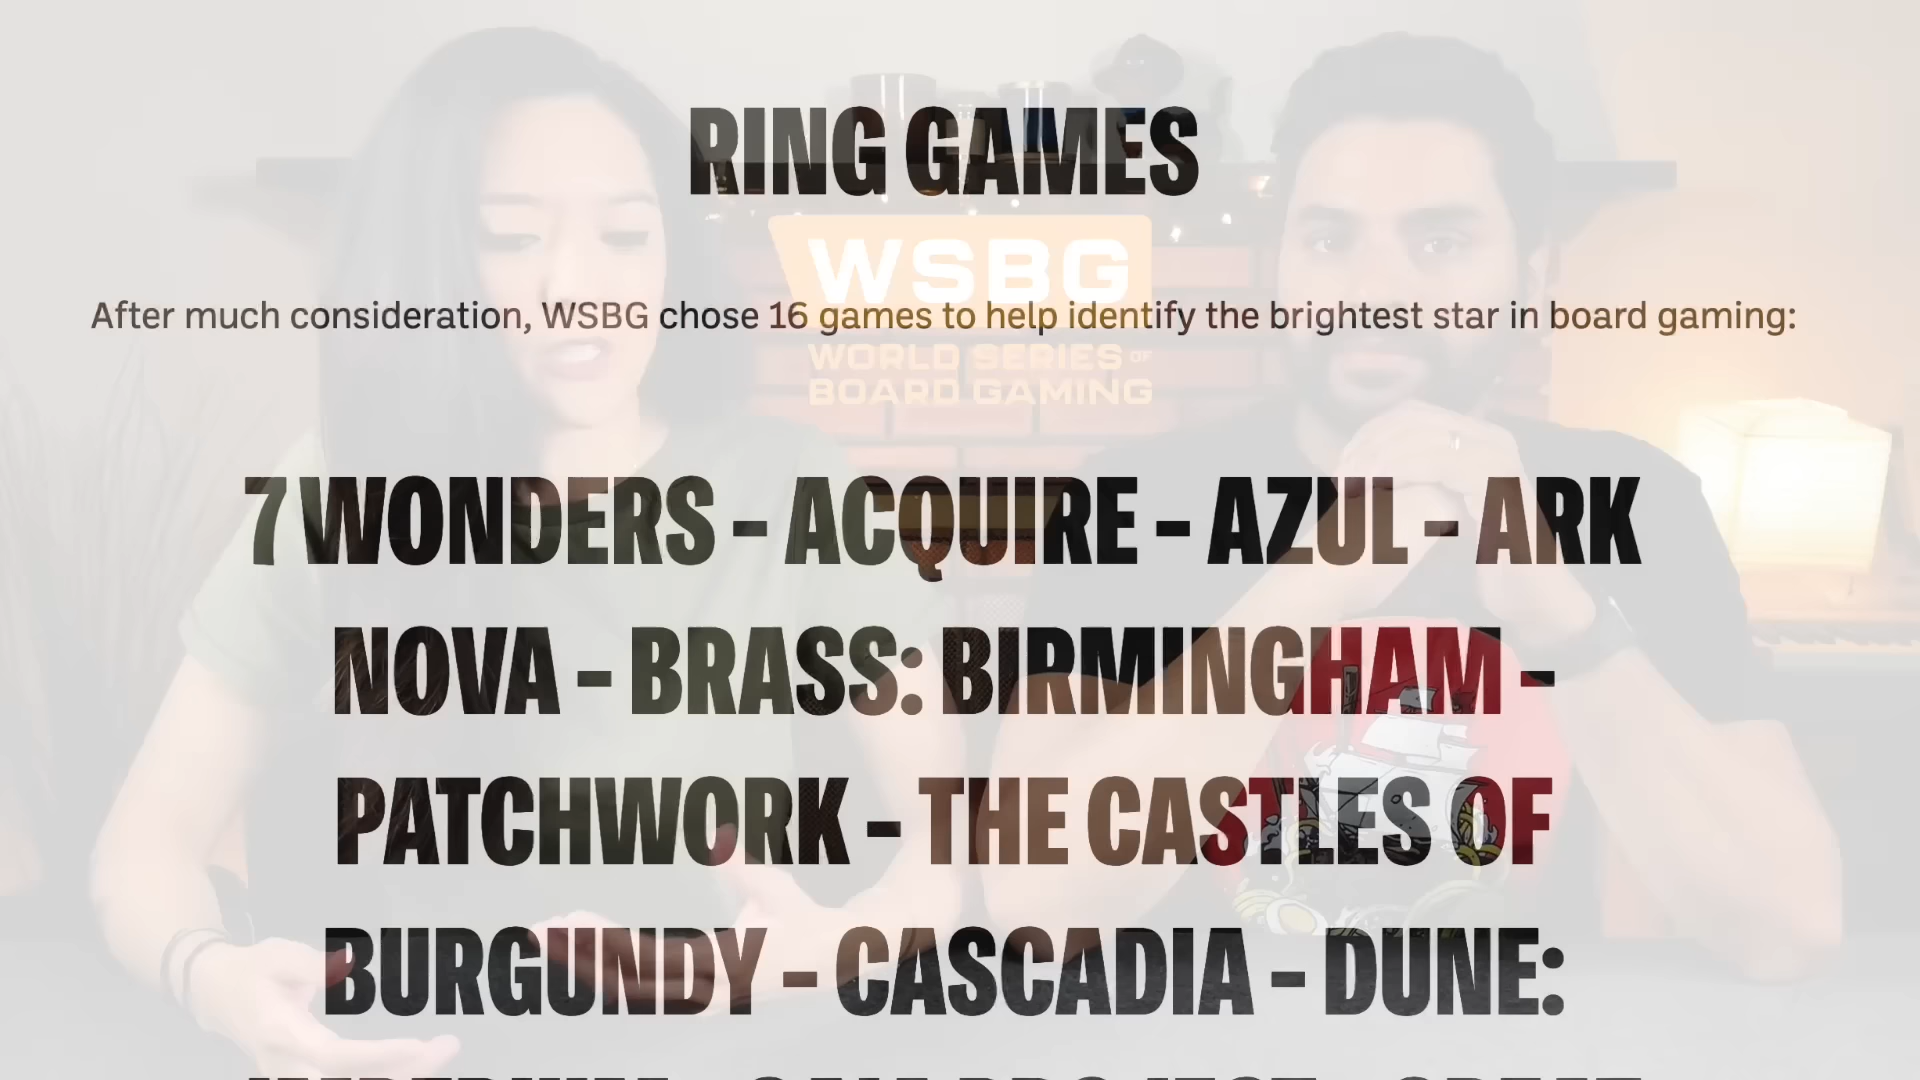 RING GAMES
WSBG
After much consideration, WSBG chose 16 games to help identify the brightest star in board gaming:
WORLD SERIES OF
BOARD GAMING
7 WONDERS – ACQUIRE – AZUL – ARK
NOVA – BRASS: BIRMINGHAM –
PATCHWORK – THE CASTLES OF
BURGUNDY – CASCADIA – DUNE: